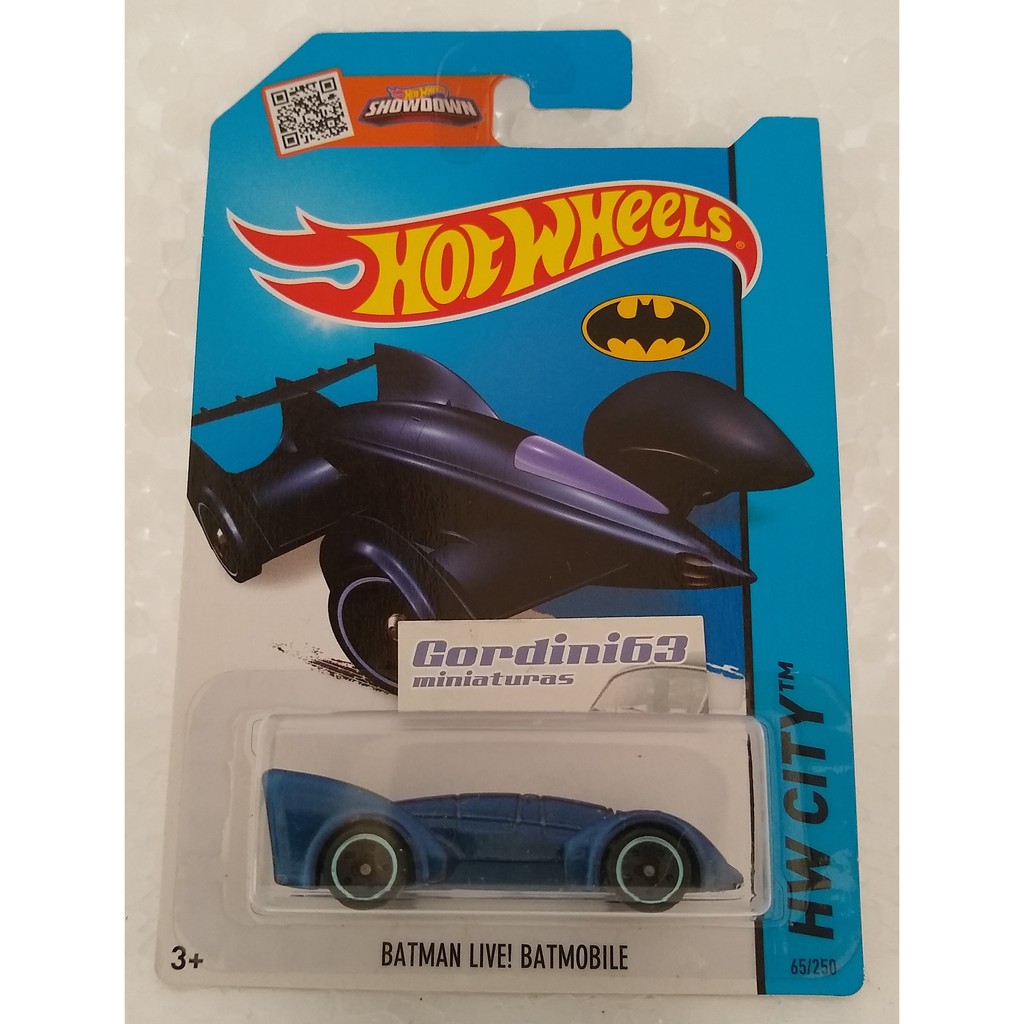 HOT WHEELS
SHOWDOWN
HOT WHEELS®
Gordini63
miniaturas
HW CITY™
3+
BATMAN LIVE! BATMOBILE
65/250